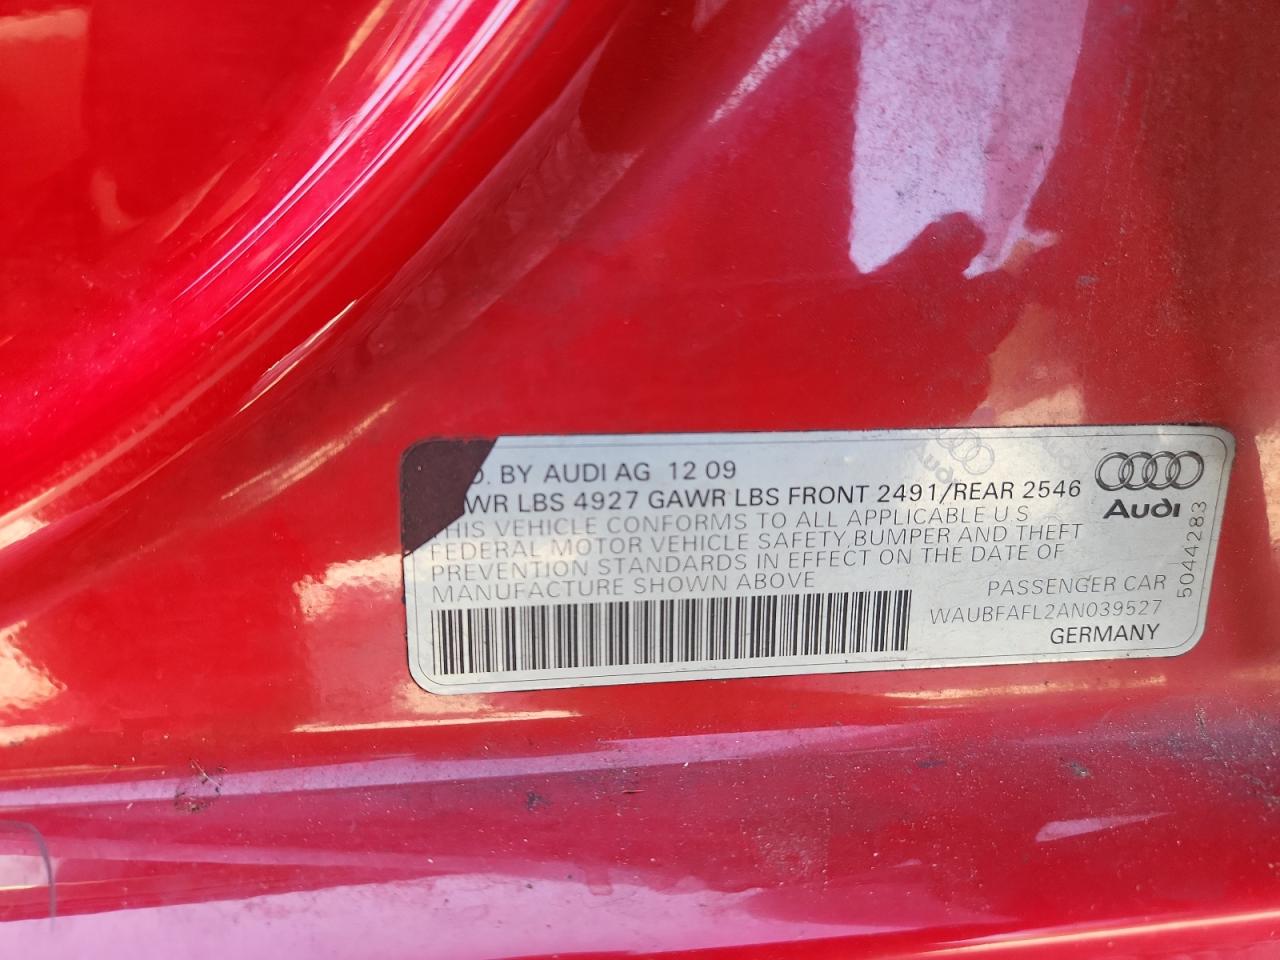 D. BY AUDI AG 12 09
WR LBS 4927 GAWR LBS FRONT 2491/REAR 2546
THIS VEHICLE CONFORMS TO ALL APPLICABLE U S
FEDERAL MOTOR VEHICLE SAFETY, BUMPER AND THEFT
PREVENTION STANDARDS IN EFFECT ON THE DATE OF
MANUFACTURE SHOWN ABOVE
PASSENGER CAR
WAUBFAFL2AN039527
GERMANY
Audi
5044283
Audi